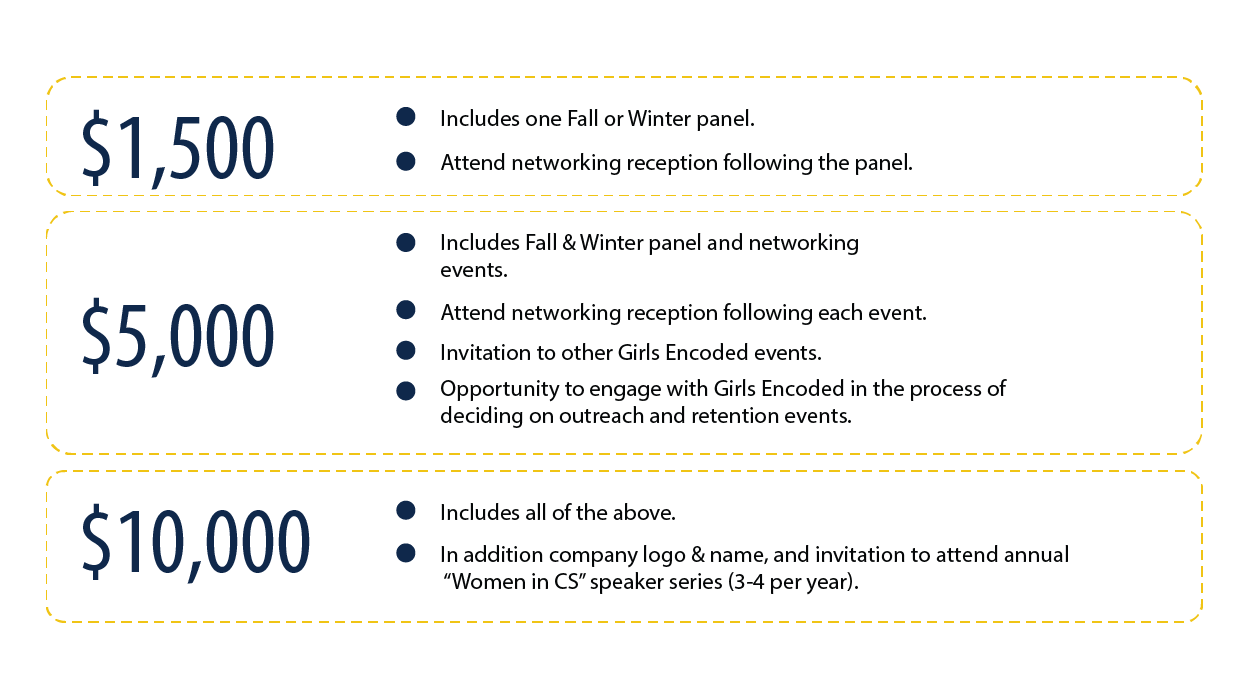 $1,500
Includes one Fall or Winter panel.
Attend networking reception following the panel.
$5,000
Includes Fall & Winter panel and networking
events.
Attend networking reception following each event.
Invitation to other Girls Encoded events.
Opportunity to engage with Girls Encoded in the process of
deciding on outreach and retention events.
$10,000
Includes all of the above.
In addition company logo & name, and invitation to attend annual
“Women in CS” speaker series (3-4 per year).